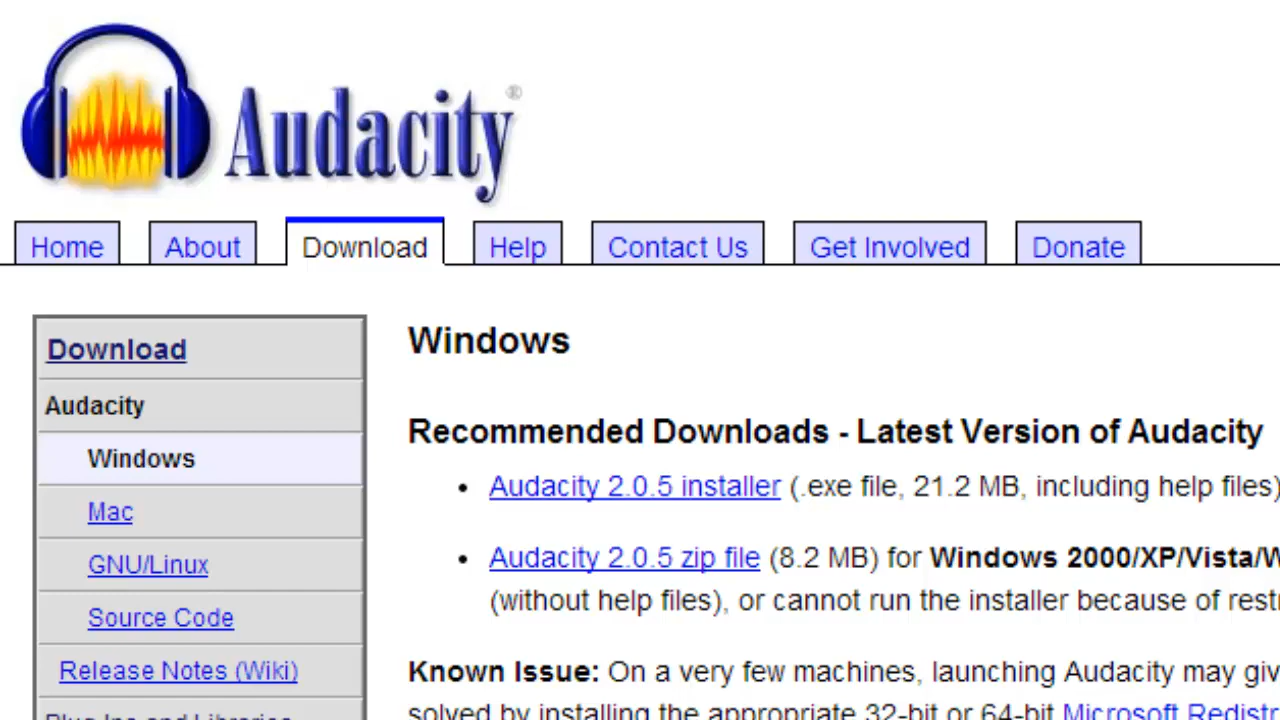 Audacity®
Home About Download Help Contact Us Get Involved Donate
Download
Audacity
Windows
Mac
GNU/Linux
Source Code
Release Notes (Wiki)
Plug-Ins and Libraries
Windows
Recommended Downloads - Latest Version of Audacity
• Audacity 2.0.5 installer (.exe file, 21.2 MB, including help files)
• Audacity 2.0.5 zip file (8.2 MB) for Windows 2000/XP/Vista/W
(without help files), or cannot run the installer because of restr
Known Issue: On a very few machines, launching Audacity may giv
solved by installing the appropriate 32-bit or 64-bit Microsoft Redistr